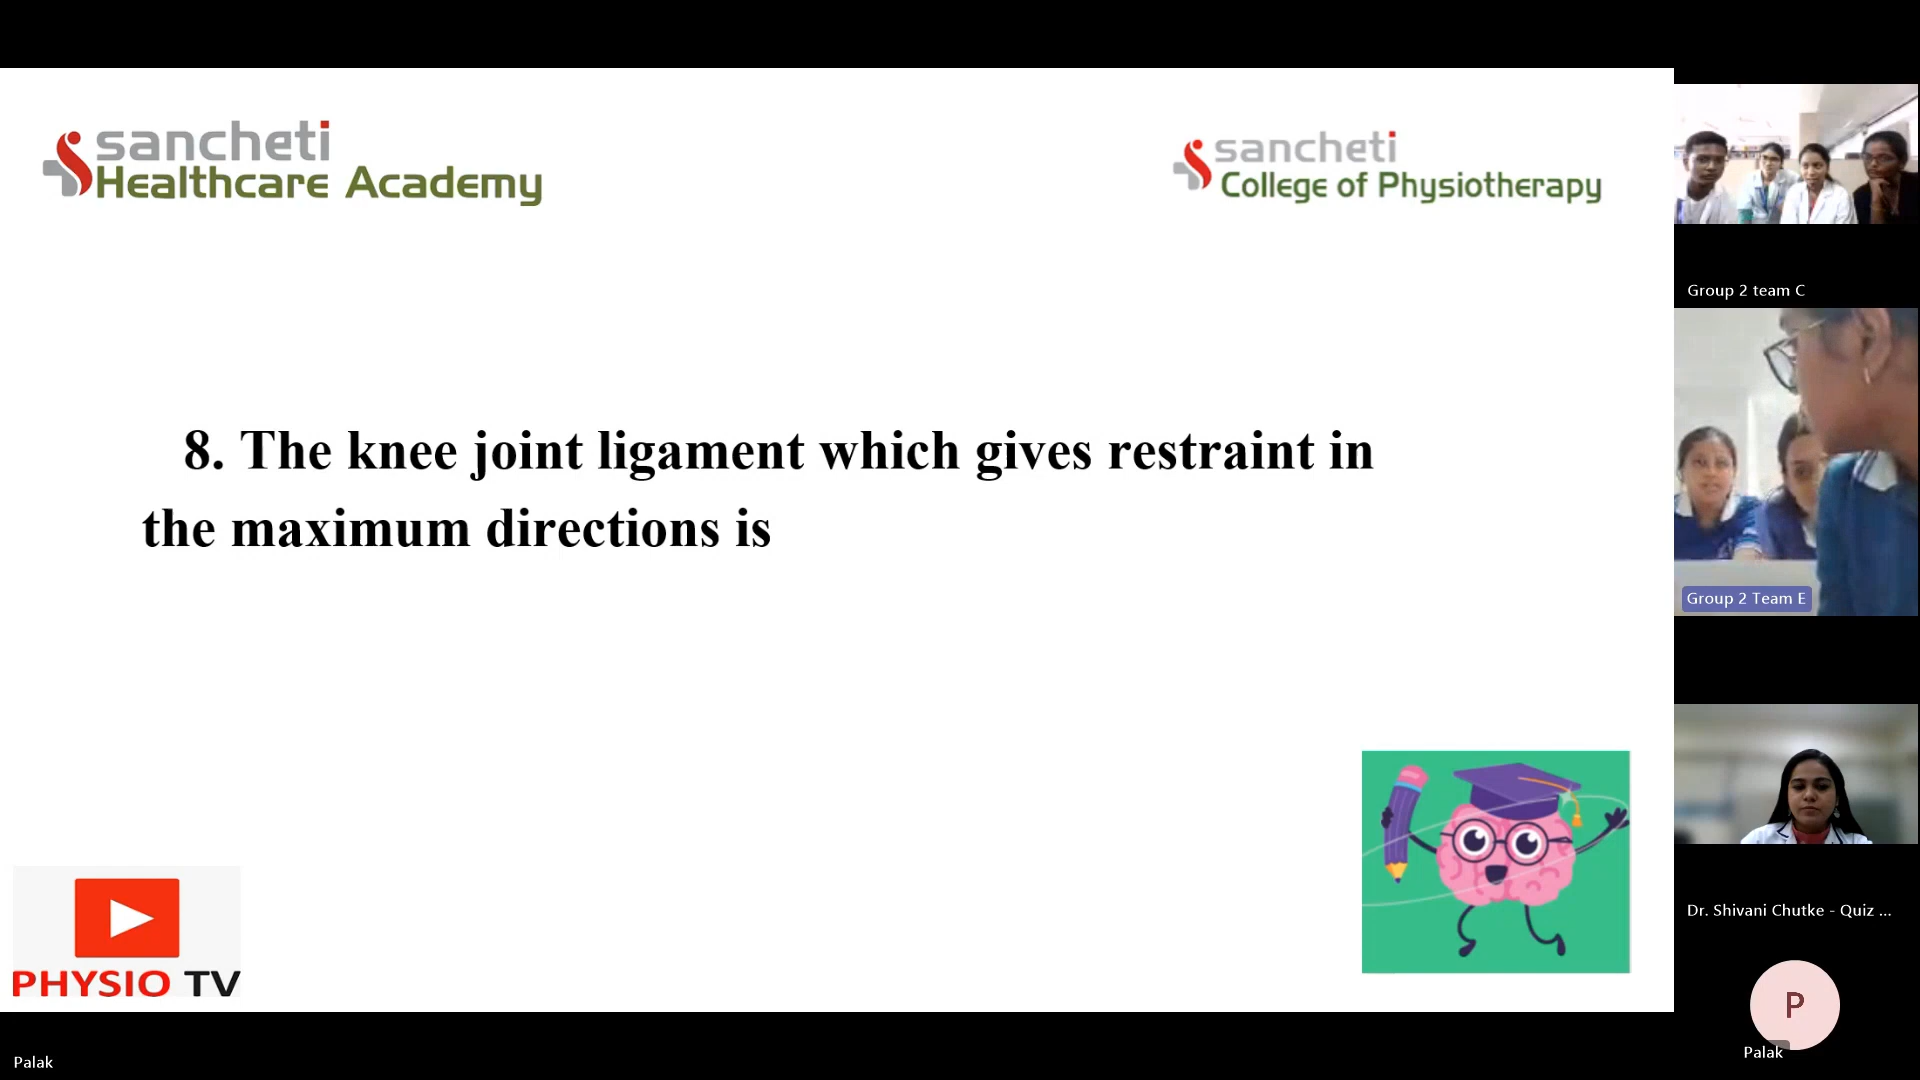 sancheti
Healthcare Academy
sancheti
College of Physiotherapy
8. The knee joint ligament which gives restraint in
the maximum directions is
PHYSIO TV
Palak
Group 2 team C
Group 2 Team E
Dr. Shivani Chutke - Quiz ...
P
Palak